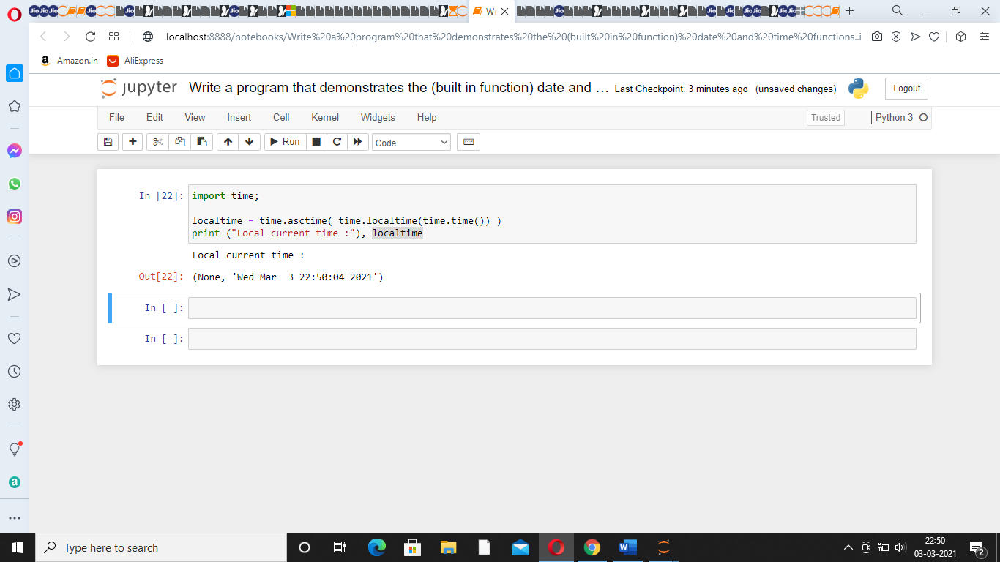 W
localhost:8888/notebooks/Write%20a%20program%20that%20demonstrates%20the%20(built%20in%20function)%20date%20and%20time%20functions..i
a Amazon.in AliExpress
jupyter Write a program that demonstrates the (built in function) date and ... Last Checkpoint: 3 minutes ago (unsaved changes) Logout
File Edit View Insert Cell Kernel Widgets Help Trusted Python 3
Run Code
In [22]: import time;
localtime = time.asctime( time.localtime(time.time()) )
print ("Local current time :"), localtime
Local current time :
Out[22]: (None, 'Wed Mar  3 22:50:04 2021')
In [ ]:
In [ ]:
Type here to search
22:50
03-03-2021
2